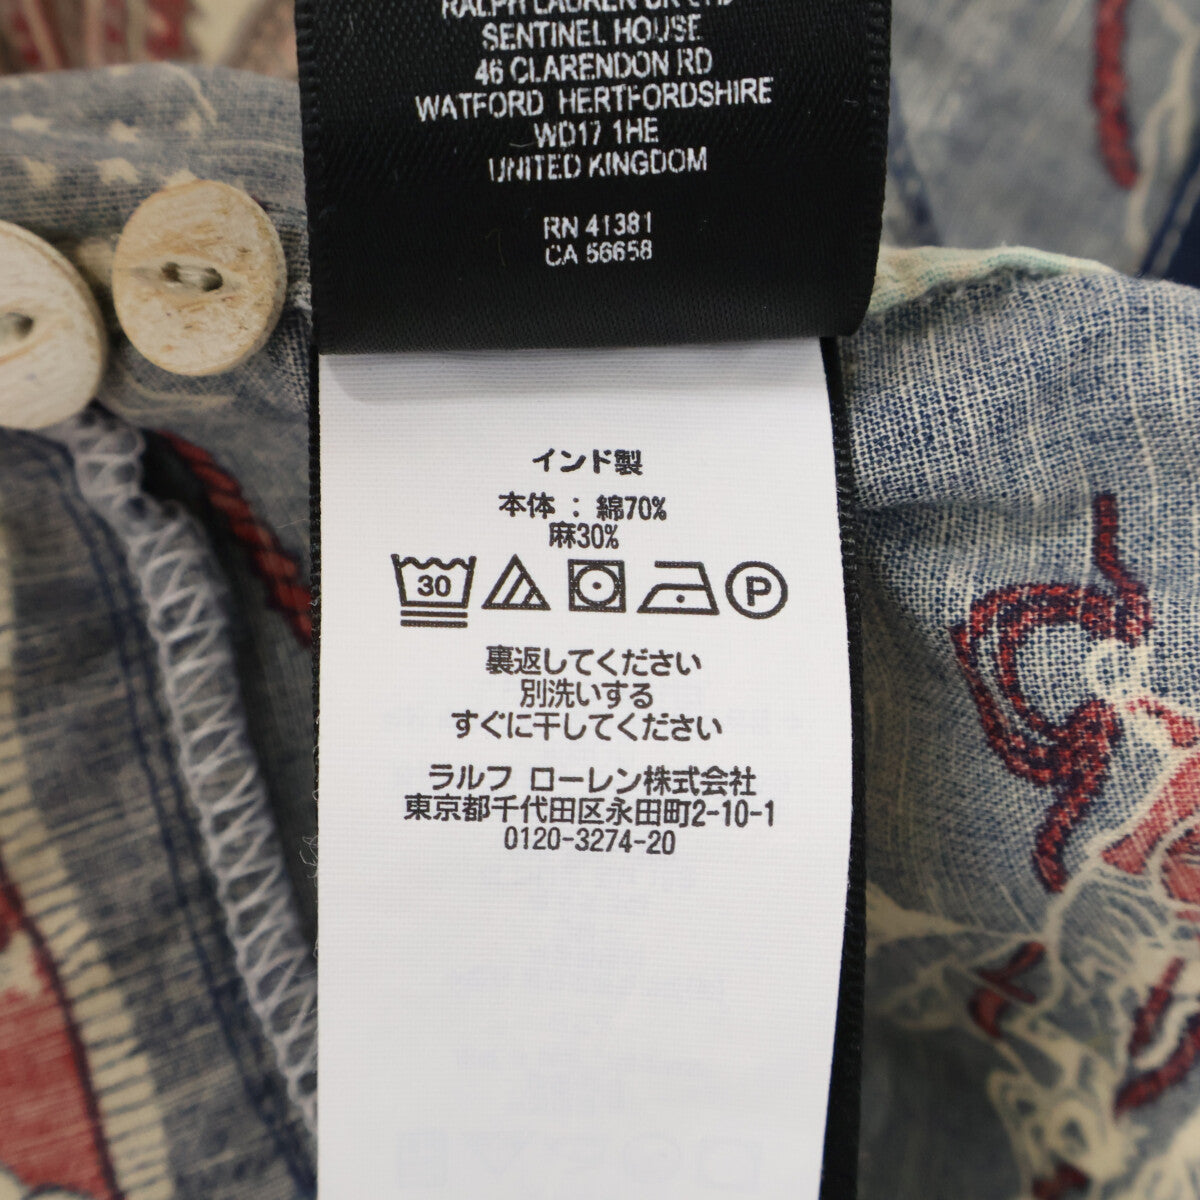 RALPH LAUREN UK LTD
SENTINEL HOUSE
46 CLARENDON RD
WATFORD HERTFORDSHIRE
WD17 1HE
UNITED KINGDOM
RN 41381
CA 56658
インド製
本体 : 綿70%
麻30%
30
P
裏返してください
別洗いする
すぐに干してください
ラルフ ローレン株式会社
東京都千代田区永田町2-10-1
0120-3274-20